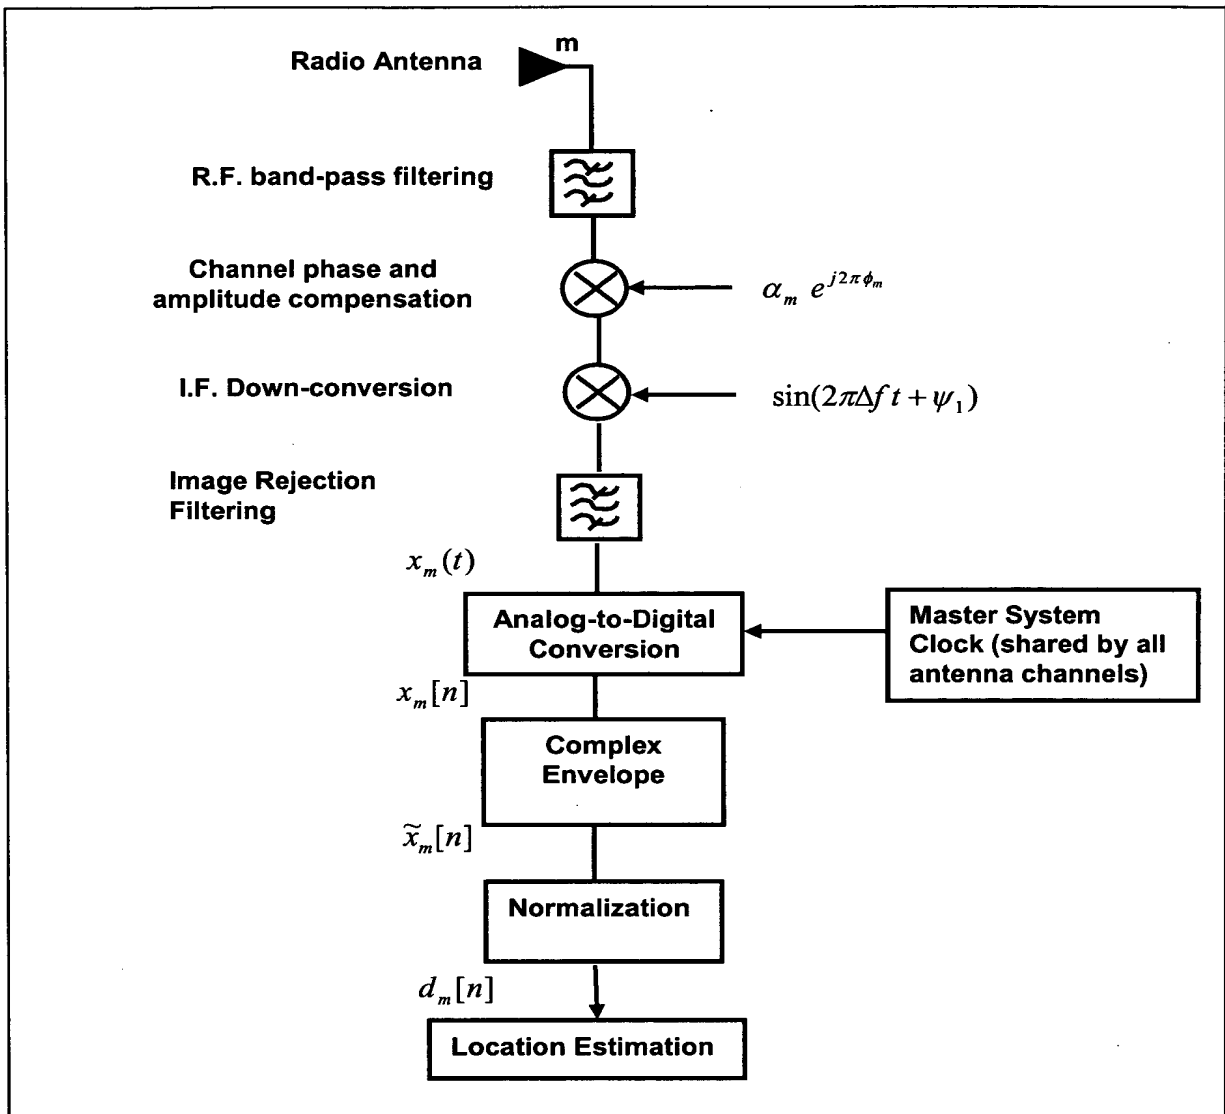 m
Radio Antenna
R.F. band-pass filtering
Channel phase and
amplitude compensation
α_m e^{j2πϕ_m}
I.F. Down-conversion
sin(2πΔf t + ψ_1)
Image Rejection
Filtering
x_m(t)
Analog-to-Digital
Conversion
Master System
Clock (shared by all
antenna channels)
x_m[n]
Complex
Envelope
x̃_m[n]
Normalization
d_m[n]
Location Estimation